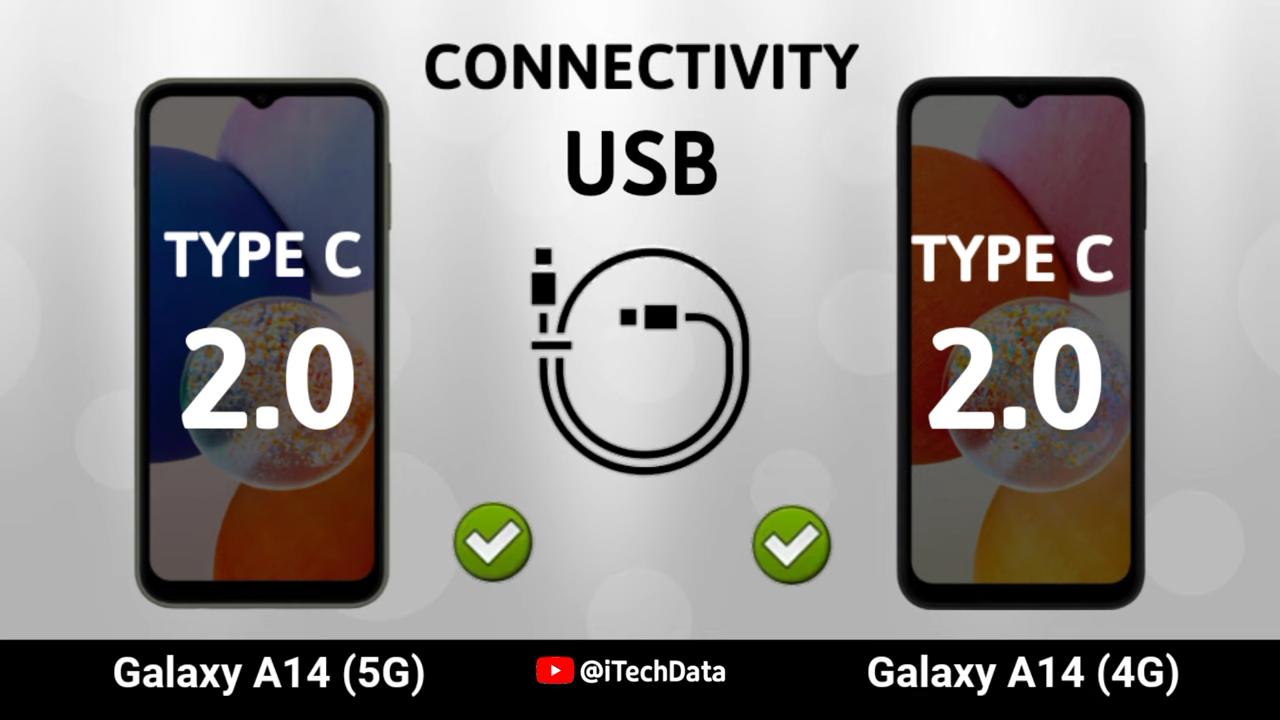 CONNECTIVITY
USB
TYPE C
2.0
TYPE C
2.0
Galaxy A14 (5G)
@iTechData
Galaxy A14 (4G)